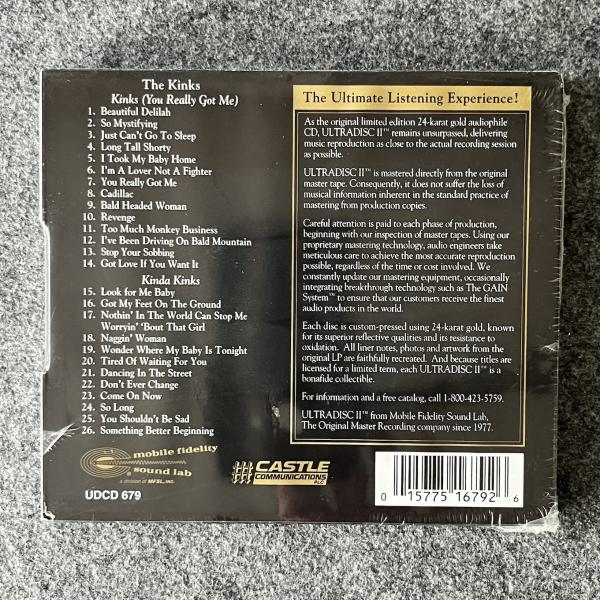 The Kinks
Kinks (You Really Got Me)
1. Beautiful Delilah
2. So Mystifying
3. Just Can't Go To Sleep
4. Long Tall Shorty
5. I Took My Baby Home
6. I'm A Lover Not A Fighter
7. You Really Got Me
8. Cadillac
9. Bald Headed Woman
10. Revenge
11. Too Much Monkey Business
12. I've Been Driving On Bald Mountain
13. Stop Your Sobbing
14. Got Love If You Want It
Kinda Kinks
15. Look for Me Baby
16. Got My Feet On The Ground
17. Nothin' In The World Can Stop Me
Worryin' 'Bout That Girl
18. Naggin' Woman
19. Wonder Where My Baby Is Tonight
20. Tired Of Waiting For You
21. Dancing In The Street
22. Don't Ever Change
23. Come On Now
24. So Long
25. You Shouldn't Be Sad
26. Something Better Beginning
mobile fidelity
sound lab
a division of MFSL, INC.
UDCD 679
CASTLE
COMMUNICATIONS
PLC
The Ultimate Listening Experience!
As the original limited edition 24-karat gold audiophile
CD, ULTRADISC II™ remains unsurpassed, delivering
music reproduction as close to the actual recording session
as possible.
ULTRADISC II™ is mastered directly from the original
master tape. Consequently, it does not suffer the loss of
musical information inherent in the standard practice of
mastering from production copies.
Careful attention is paid to each phase of production,
beginning with our inspection of master tapes. Using our
proprietary mastering technology, audio engineers take
meticulous care to achieve the most accurate reproduction
possible, regardless of the time or cost involved. We
constantly update our mastering equipment, occasionally
integrating breakthrough technology such as The GAIN
System™ to ensure that our customers receive the finest
audio products in the world.
Each disc is custom-pressed using 24-karat gold, known
for its superior reflective qualities and its resistance to
oxidation. All liner notes, photos and artwork from the
original LP are faithfully recreated. And because titles are
licensed for a limited term, each ULTRADISC II™ is a
bonafide collectible.
For information and a free catalog, call 1-800-423-5759.
ULTRADISC II™ from Mobile Fidelity Sound Lab,
The Original Master Recording company since 1977.
0 15775 16792 6